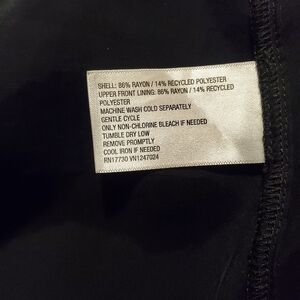 SHELL: 86% RAYON / 14% RECYCLED POLYESTER
UPPER FRONT LINING: 86% RAYON / 14% RECYCLED
POLYESTER
MACHINE WASH COLD SEPARATELY
GENTLE CYCLE
ONLY NON-CHLORINE BLEACH IF NEEDED
TUMBLE DRY LOW
REMOVE PROMPTLY
COOL IRON IF NEEDED
RN17730 VN1247024